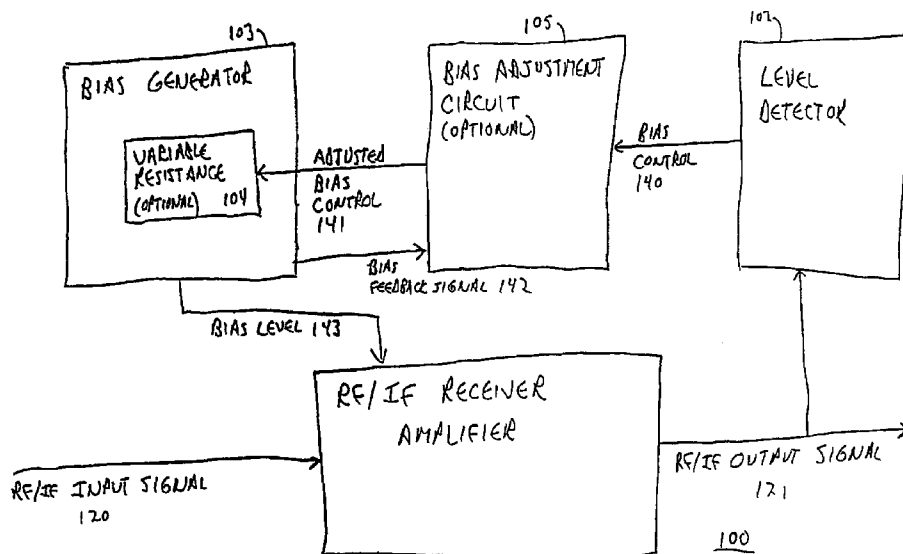 103
BIAS GENERATOR
VARIABLE
RESISTANCE
(OPTIONAL) 104
105
BIAS ADJUSTMENT
CIRCUIT
(OPTIONAL)
102
LEVEL
DETECTOR
ADJUSTED
BIAS
CONTROL
141
BIAS
CONTROL
140
BIAS
FEEDBACK SIGNAL 142
BIAS LEVEL 143
RF/IF RECEIVER
AMPLIFIER
RF/IF INPUT SIGNAL
120
RF/IF OUTPUT SIGNAL
121
100